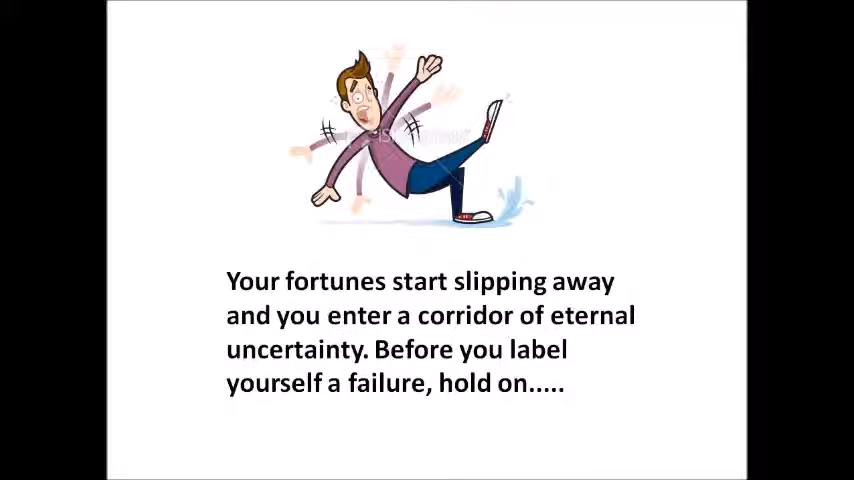 Your fortunes start slipping away
and you enter a corridor of eternal
uncertainty. Before you label
yourself a failure, hold on.....